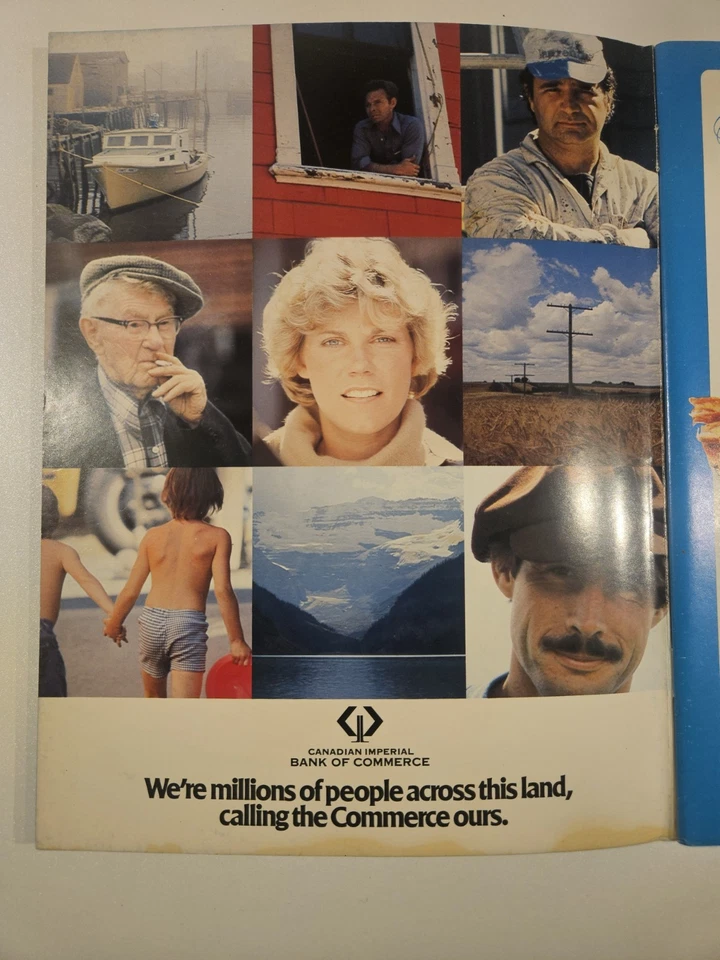 CANADIAN IMPERIAL
BANK OF COMMERCE
We're millions of people across this land,
calling the Commerce ours.